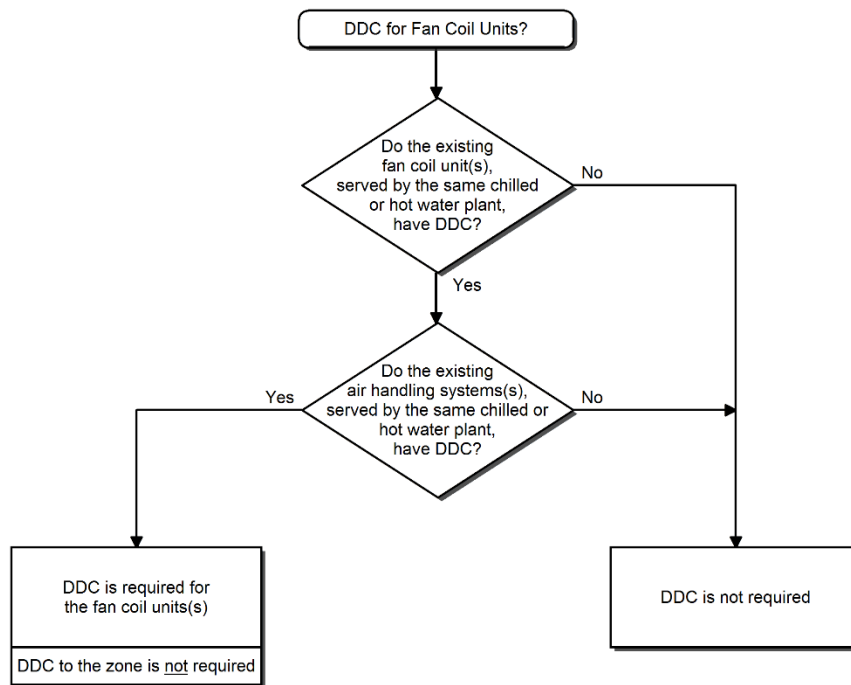 DDC for Fan Coil Units?
Do the existing
fan coil unit(s),
served by the same chilled
or hot water plant,
have DDC?
No
Yes
Do the existing
air handling systems(s),
served by the same chilled or
hot water plant,
have DDC?
Yes
No
DDC is required for
the fan coil units(s)
DDC to the zone is not required
DDC is not required